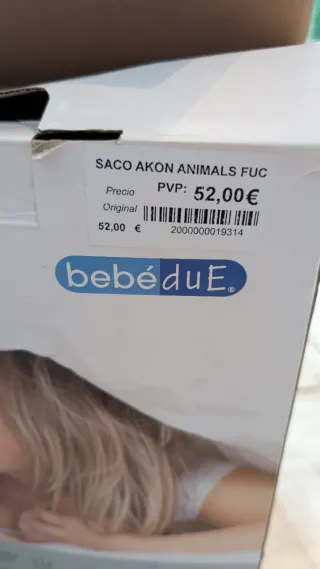 SACO AKON ANIMALS FUC
Precio PVP: 52,00€
Original
52,00 € 2000000019314
bebéduE®